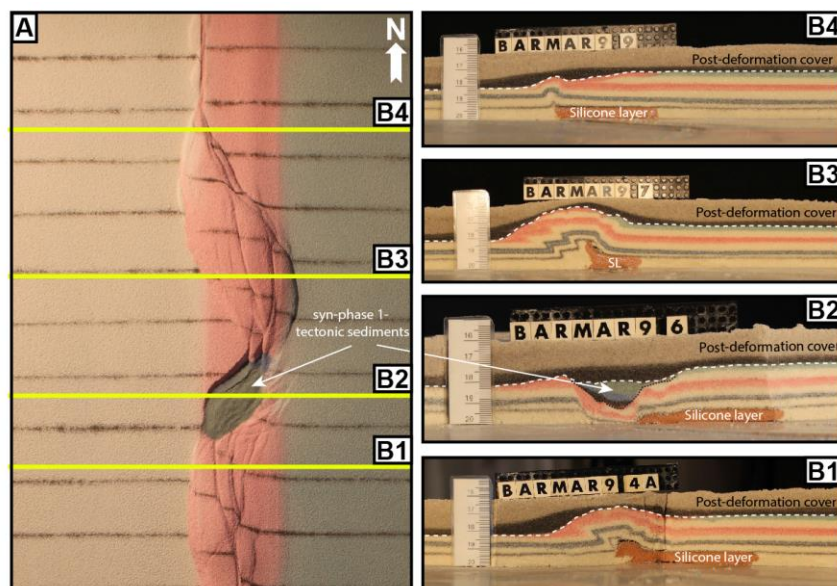 A
N
B4
B3
syn-phase 1-
tectonic sediments
B2
B1
B4
BARMAR9 9
Post-deformation cover
Silicone layer
B3
BARMAR9 7
Post-deformation cover
SL
B2
BARMAR9 6
Post-deformation cover
Silicone layer
B1
BARMAR9 4A
Post-deformation cover
Silicone layer